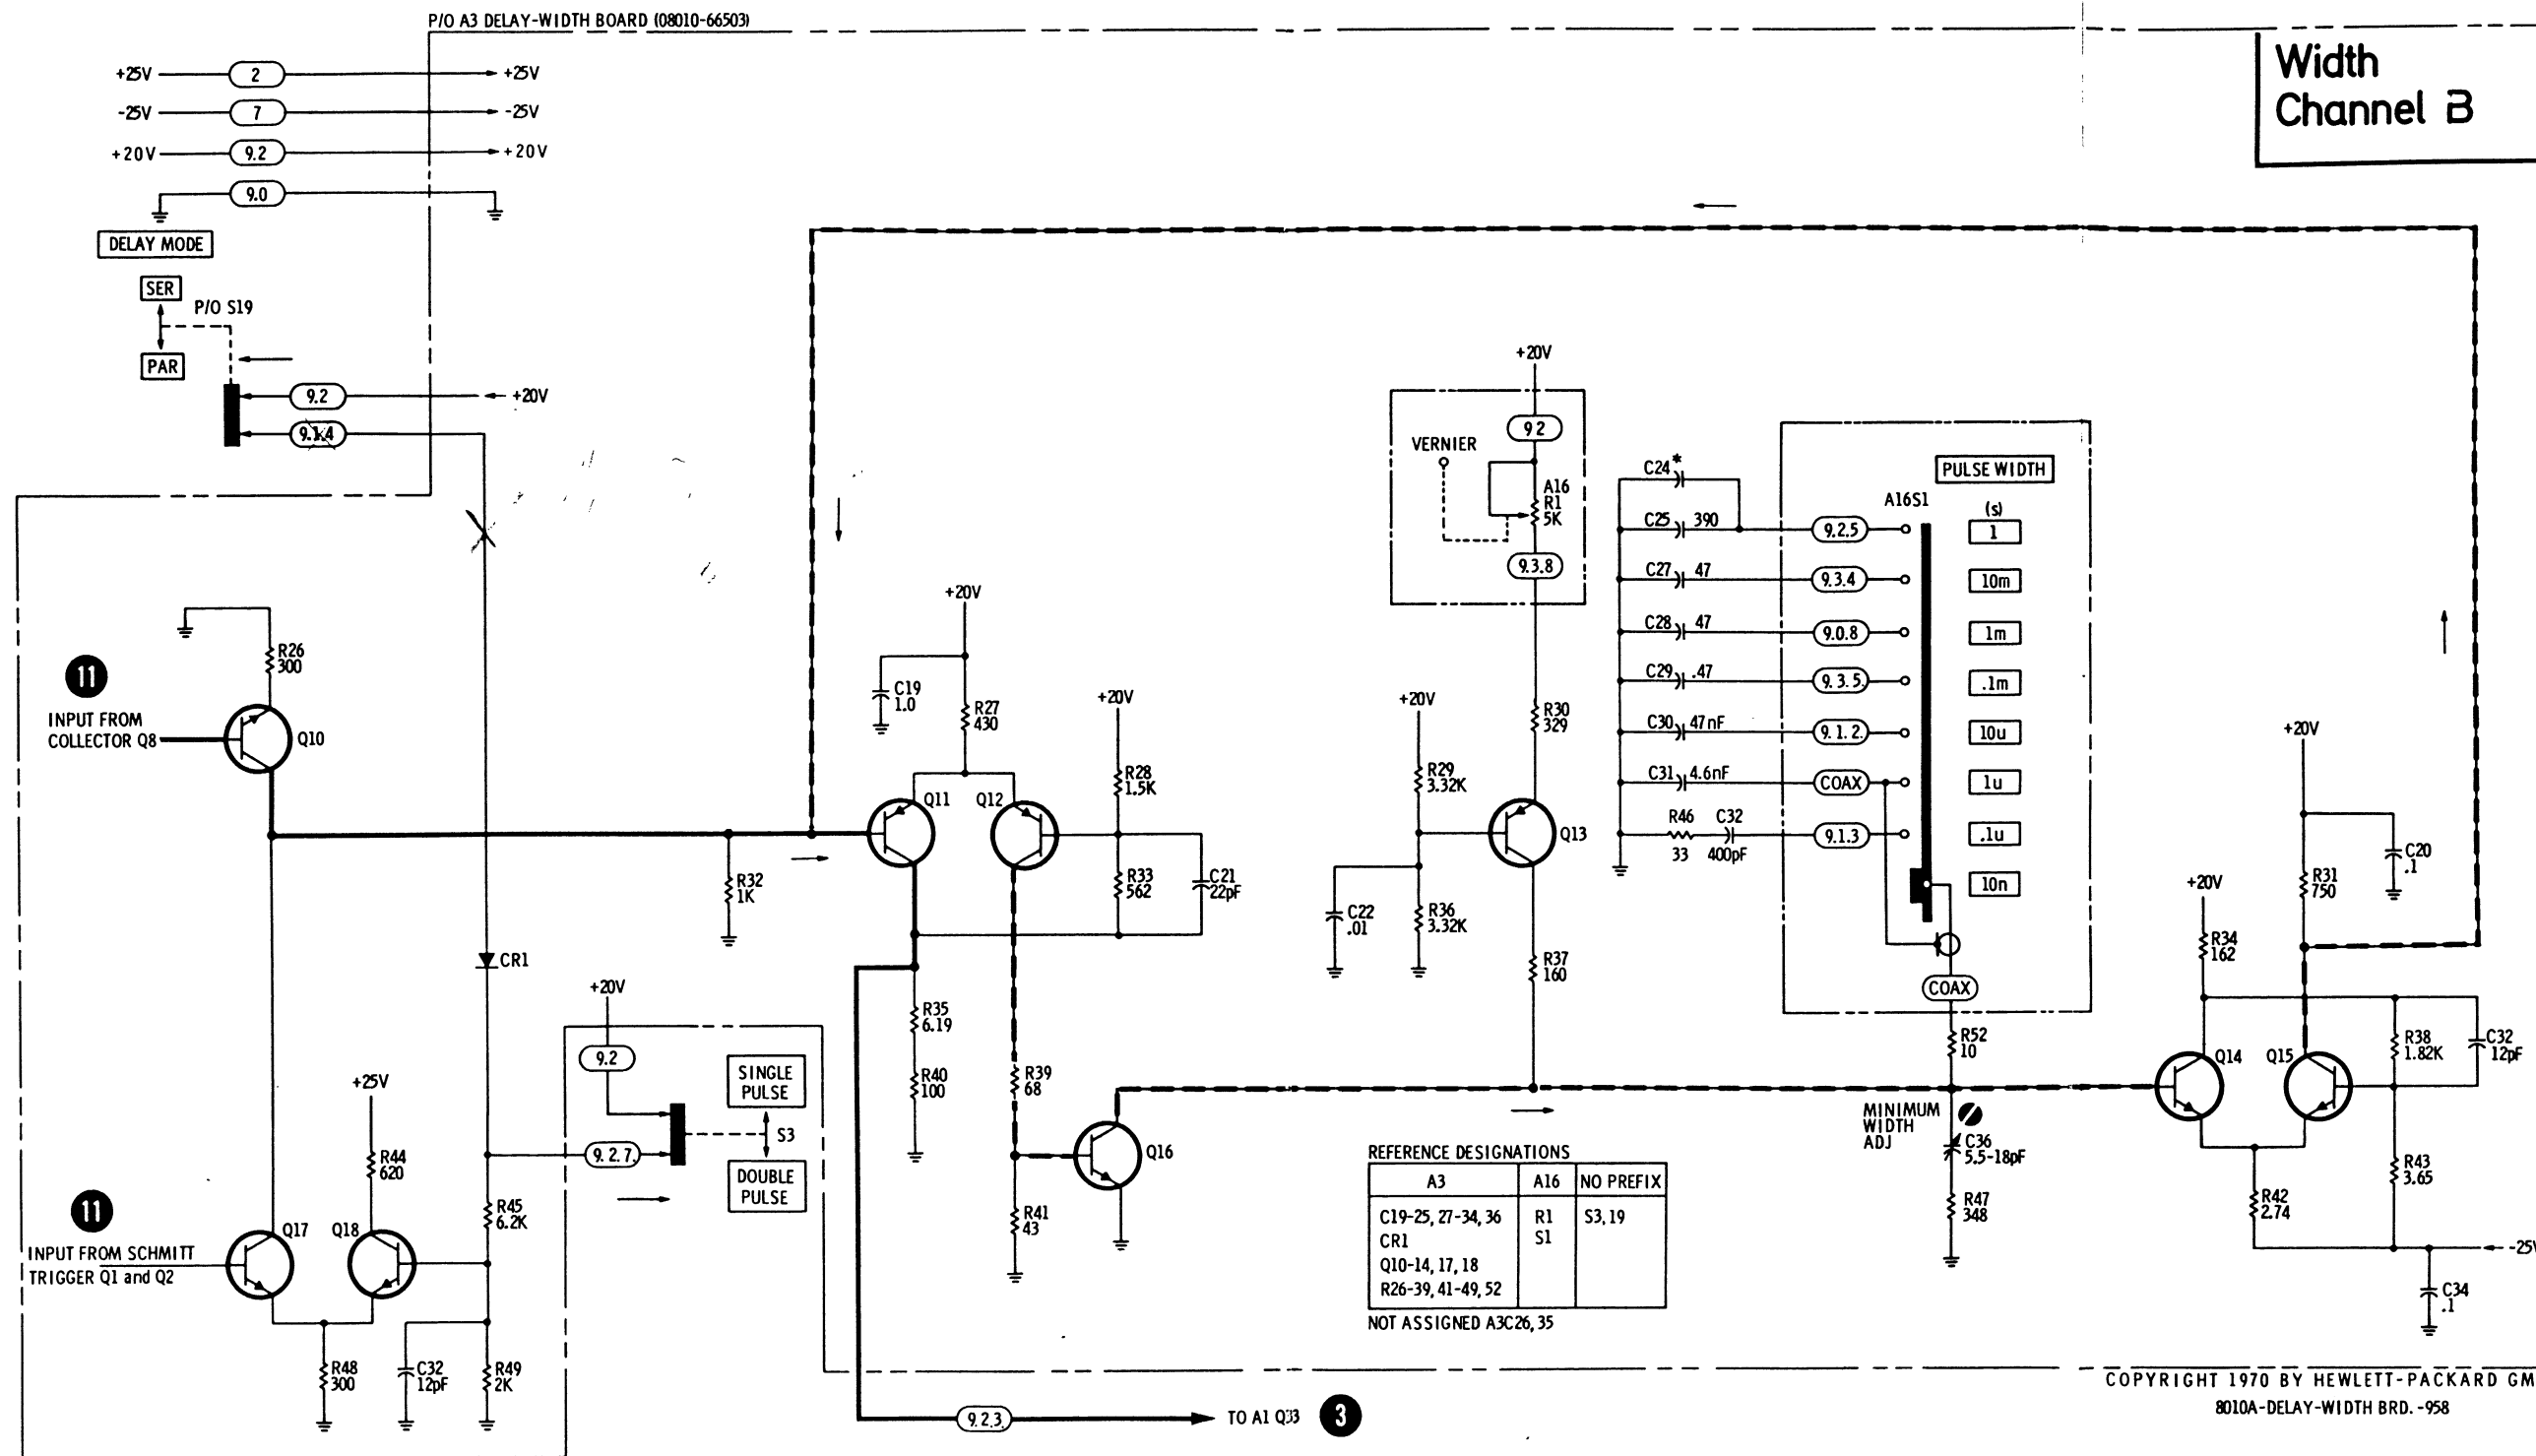 P/O A3 DELAY-WIDTH BOARD (08010-66503)
Width
Channel B
+25V 2 +25V
-25V 7 -25V
+20V 9.2 +20V
9.0
DELAY MODE
SER
P/O S19
PAR
9.2 +20V
9.1.4
+20V
9.2
VERNIER
A16
R1
5K
9.3.8
PULSE WIDTH
A16S1
(s)
C24*
C25 390 9.2.5 1
C27 47 9.3.4 10m
C28 47 9.0.8 1m
C29 .47 9.3.5. .1m
C30 47nF 9.1.2. 10u
C31 4.6nF COAX 1u
R46 C32 9.1.3 .1u
33 400pF
10n
COAX
R52
10
11
INPUT FROM
COLLECTOR Q8
R26
300
Q10
+20V
C19
1.0
R27
430
+20V
R28
1.5K
Q11
Q12
R32
1K
R33
562
C21
22pF
+20V
R29
3.32K
R30
329
Q13
C22
.01
R36
3.32K
R37
160
+20V
C20
.1
R31
750
+20V
R34
162
CR1
+20V
9.2
SINGLE
PULSE
S3
9.2.7.
DOUBLE
PULSE
R35
6.19
R40
100
R39
68
Q16
R41
43
Q14
Q15
R38
1.82K
C32
12pF
MINIMUM
WIDTH
ADJ
C36
5.5-18pF
R47
348
R43
3.65
R42
2.74
-25V
C34
.1
+25V
R44
620
R45
6.2K
11
INPUT FROM SCHMITT
TRIGGER Q1 and Q2
Q17
Q18
R48
300
C32
12pF
R49
2K
REFERENCE DESIGNATIONS
A3 A16 NO PREFIX
C19-25, 27-34, 36 R1 S3, 19
CR1 S1
Q10-14, 17, 18
R26-39, 41-49, 52
NOT ASSIGNED A3C26, 35
9.2.3 TO A1 Q33 3
COPYRIGHT 1970 BY HEWLETT-PACKARD GM
8010A-DELAY-WIDTH BRD. -958